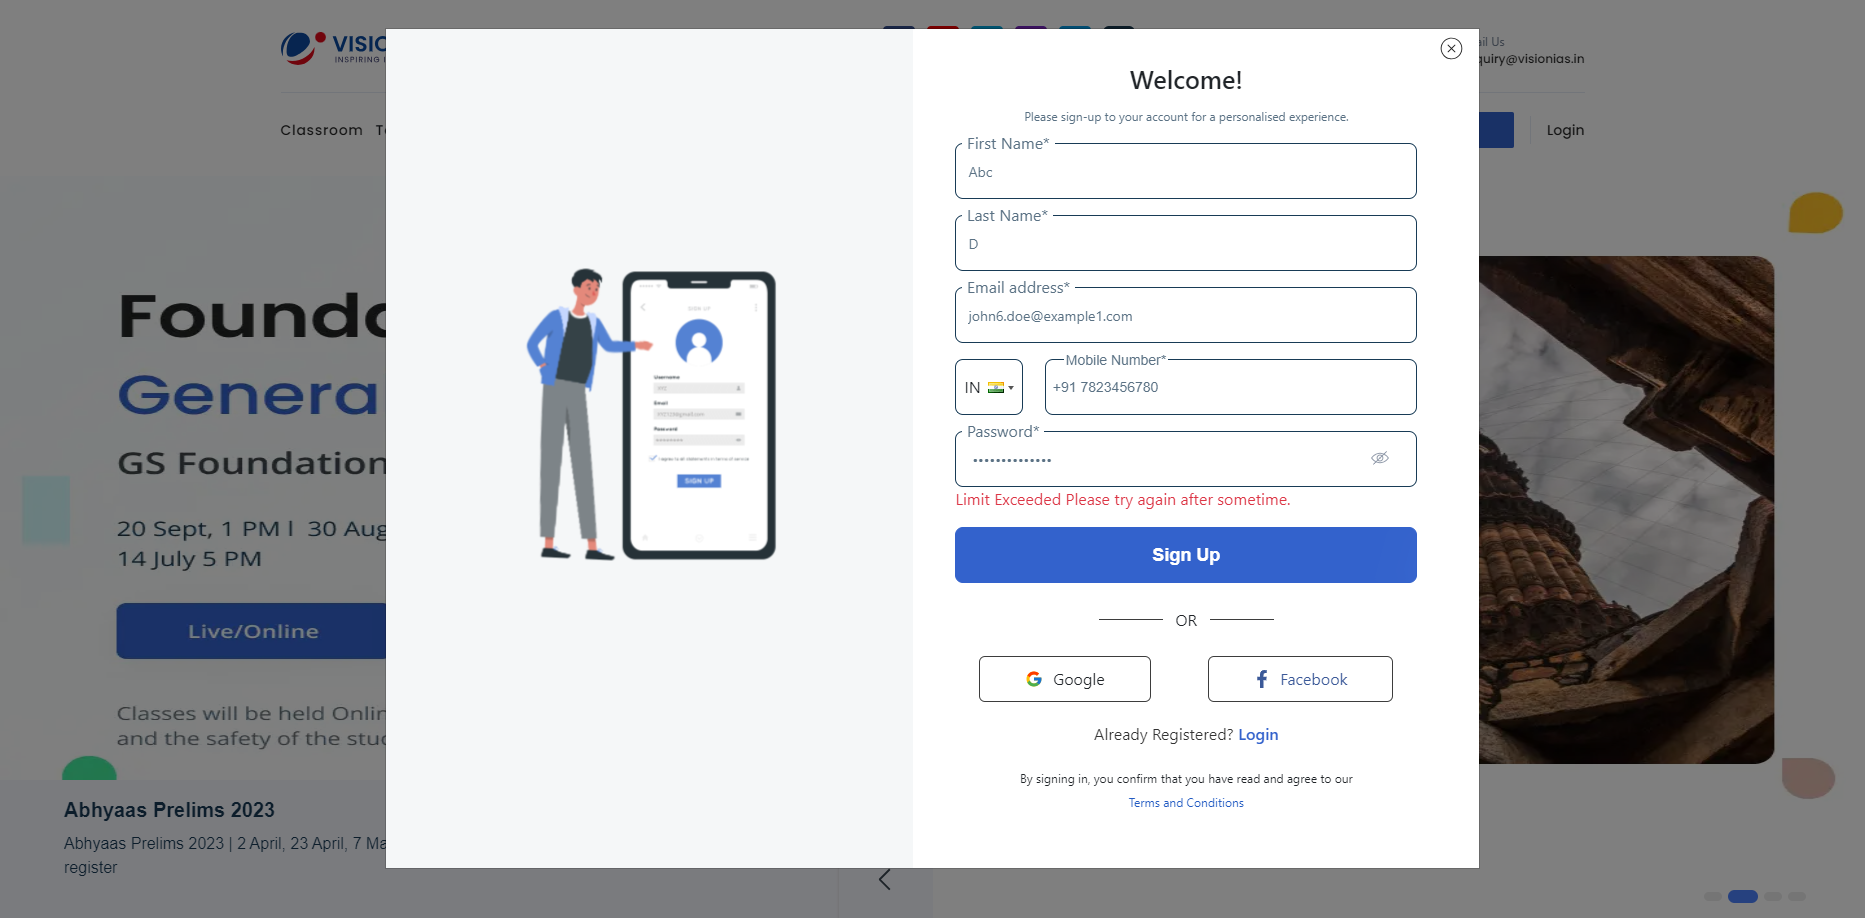 VISIO
INSPIRING
ail Us
quiry@visionias.in
Classroom
Login
Founda
Genera
GS Foundation
20 Sept, 1 PM | 30 Aug
14 July 5 PM
Live/Online
Classes will be held Onlin
and the safety of the stud
Abhyaas Prelims 2023
Abhyaas Prelims 2023 | 2 April, 23 April, 7 Ma
register
SIGN UP
Username
Email
Password
SIGN UP
Welcome!
Please sign-up to your account for a personalised experience.
First Name*
Abc
Last Name*
D
Email address*
john6.doe@example1.com
Mobile Number*
IN +91 7823456780
Password*
••••••••••••••
Limit Exceeded Please try again after sometime.
Sign Up
OR
Google Facebook
Already Registered? Login
By signing in, you confirm that you have read and agree to our
Terms and Conditions